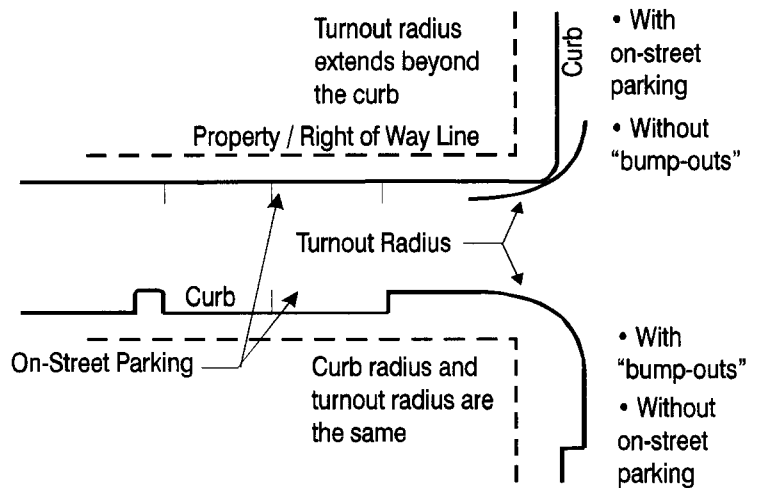 Turnout radius
extends beyond
the curb
Curb
• With
on-street
parking
• Without
"bump-outs"
Property / Right of Way Line
Turnout Radius
Curb
On-Street Parking
Curb radius and
turnout radius are
the same
• With
"bump-outs"
• Without
on-street
parking